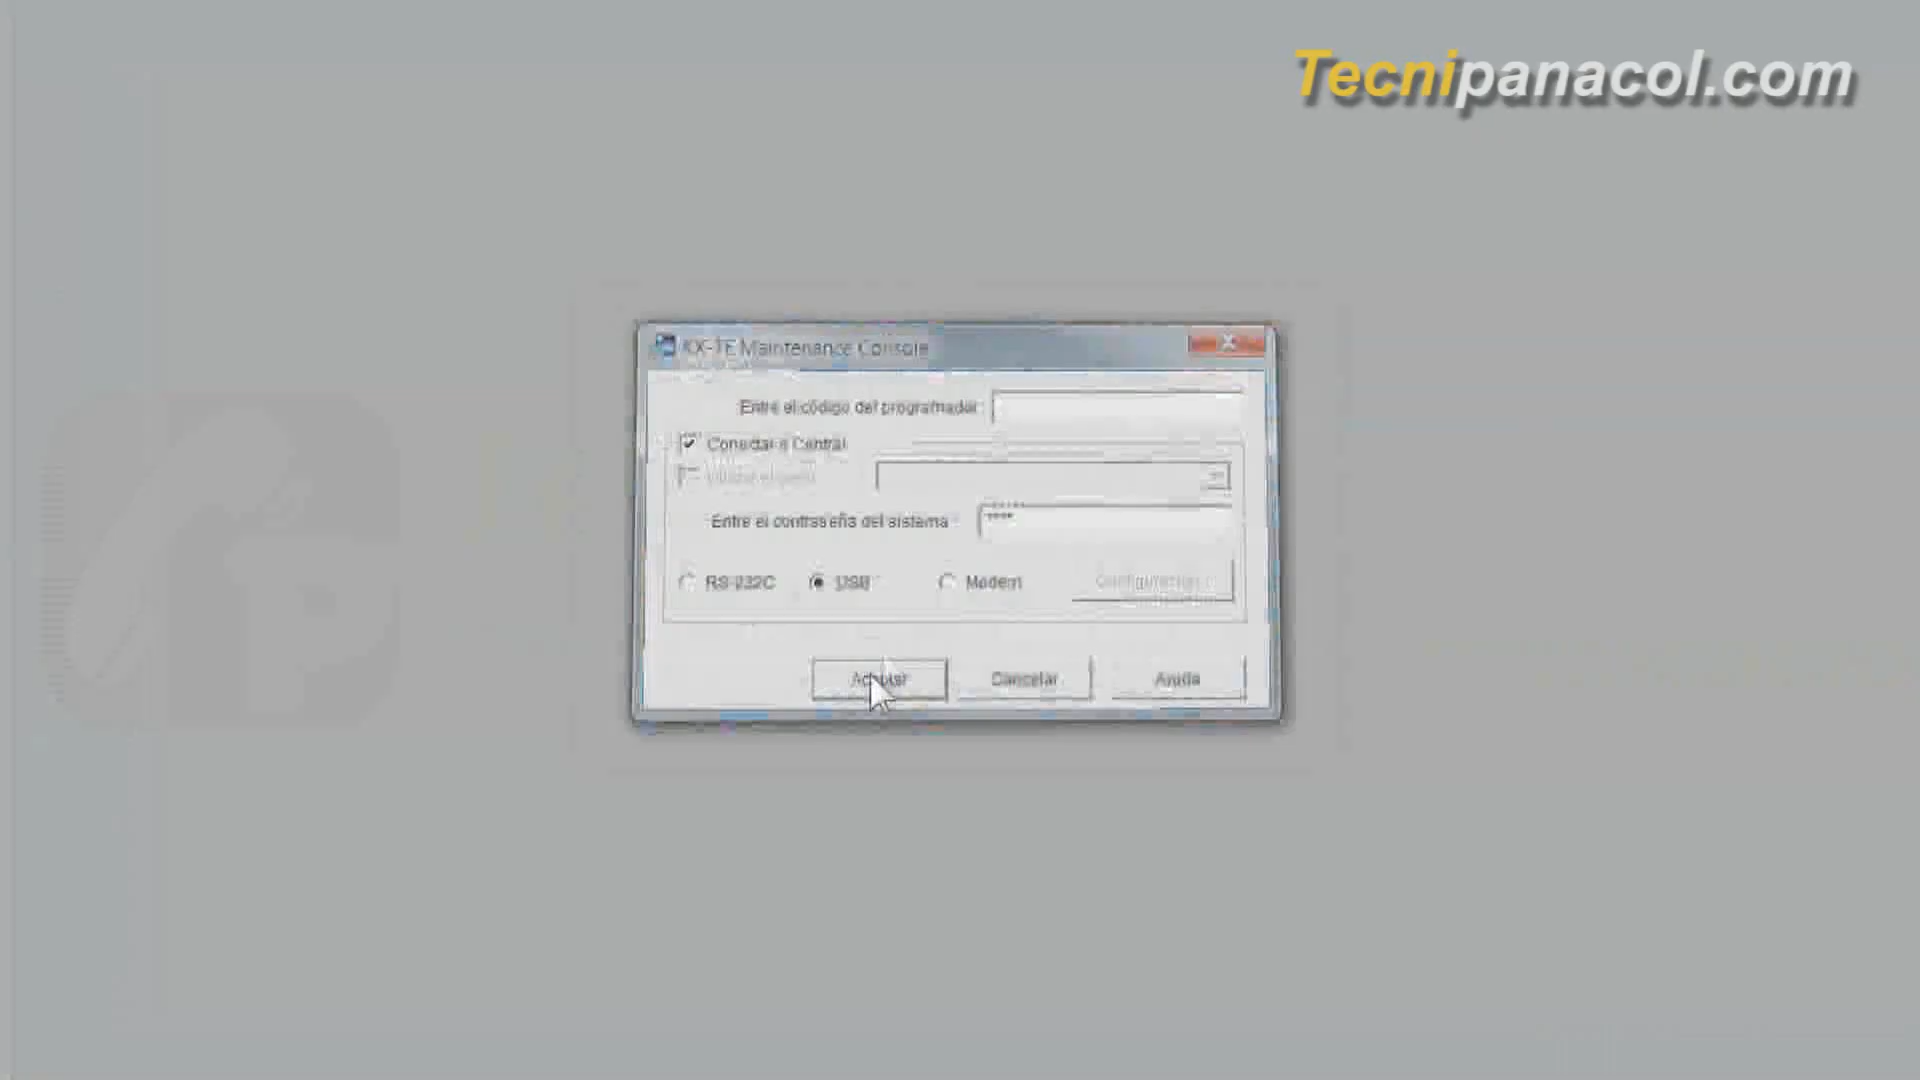 Tecnipanacol.com
KX-TE Maintenance Console
Entre el código del programador
Conectar a Central
Entre el contraseña del sistema
****
RS-232C USB Modem
Aceptar Cancelar Ayuda